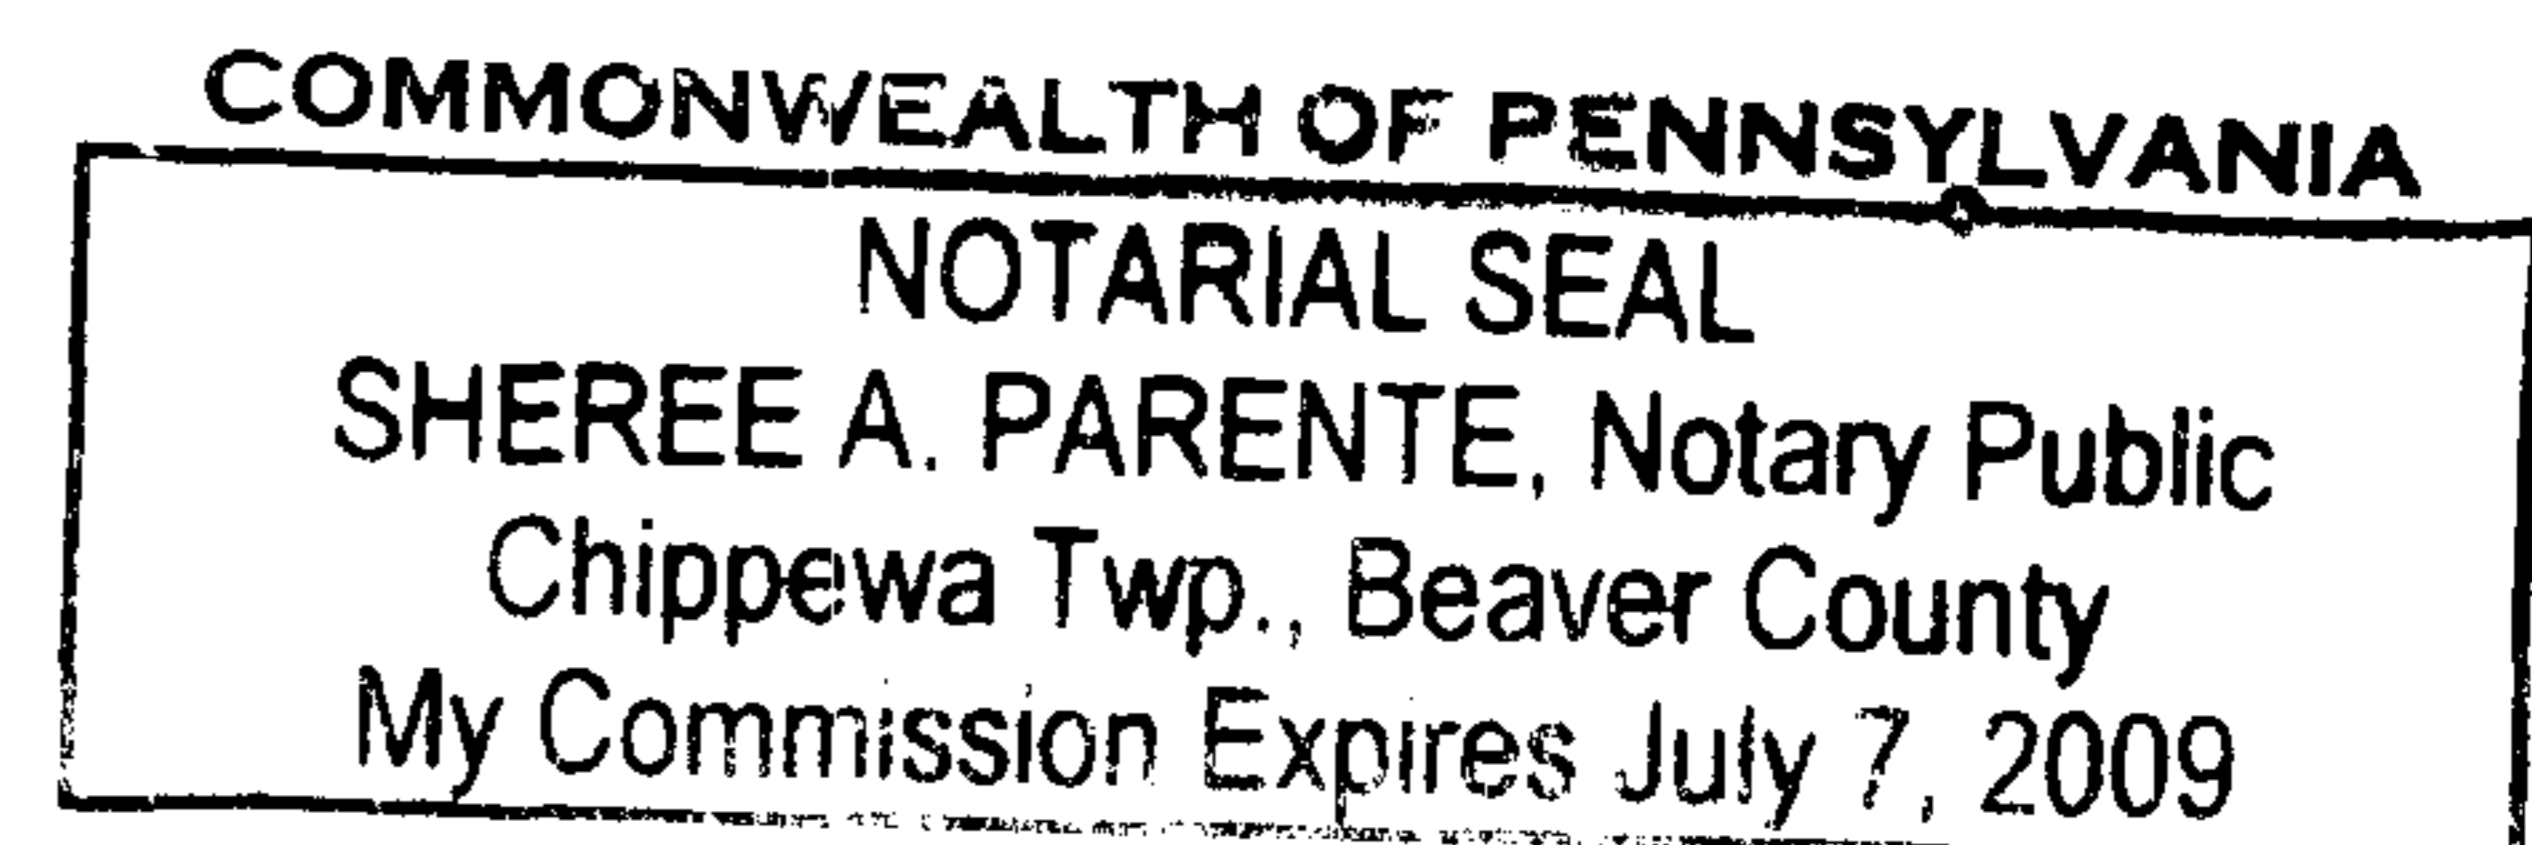 COMMONWEALTH OF PENNSYLVANIA
NOTARIAL SEAL
SHEREE A. PARENTE, Notary Public
Chippewa Twp., Beaver County
My Commission Expires July 7, 2009